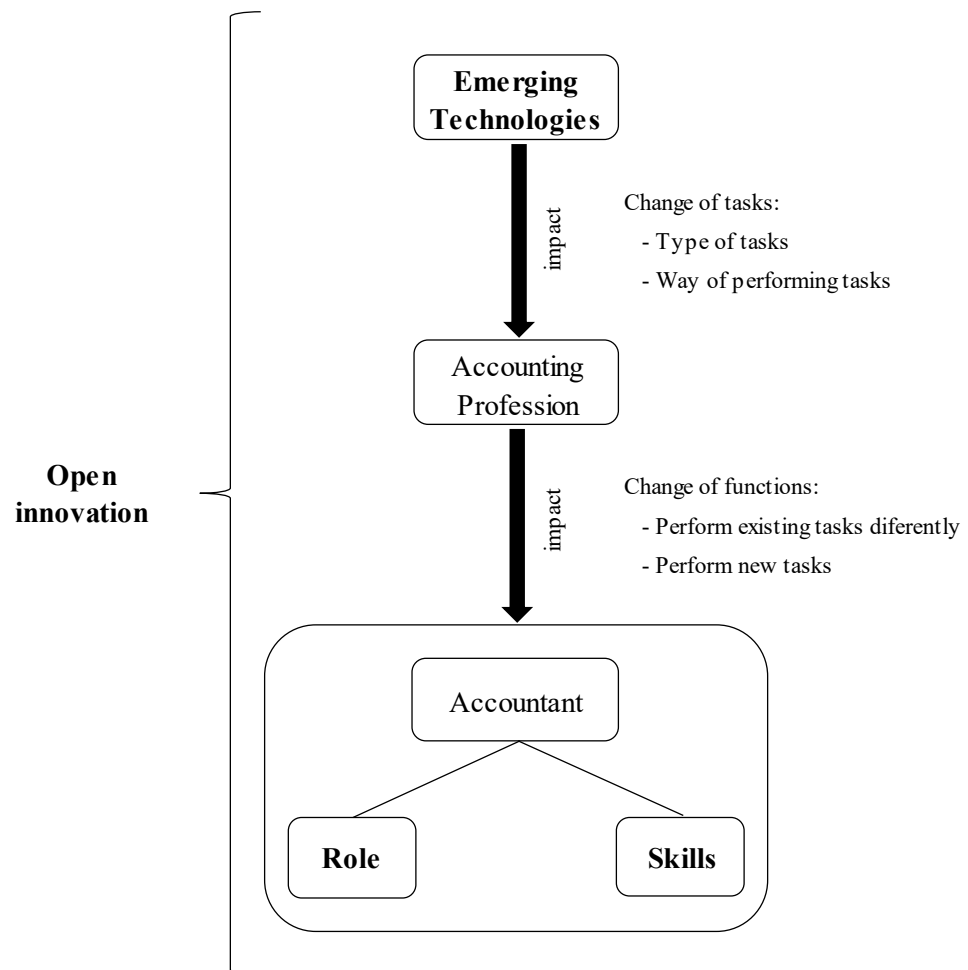 Emerging
Technologies
impact
Change of tasks:
- Type of tasks
- Way of performing tasks
Accounting
Profession
Open
innovation
impact
Change of functions:
- Perform existing tasks diferently
- Perform new tasks
Accountant
Role
Skills